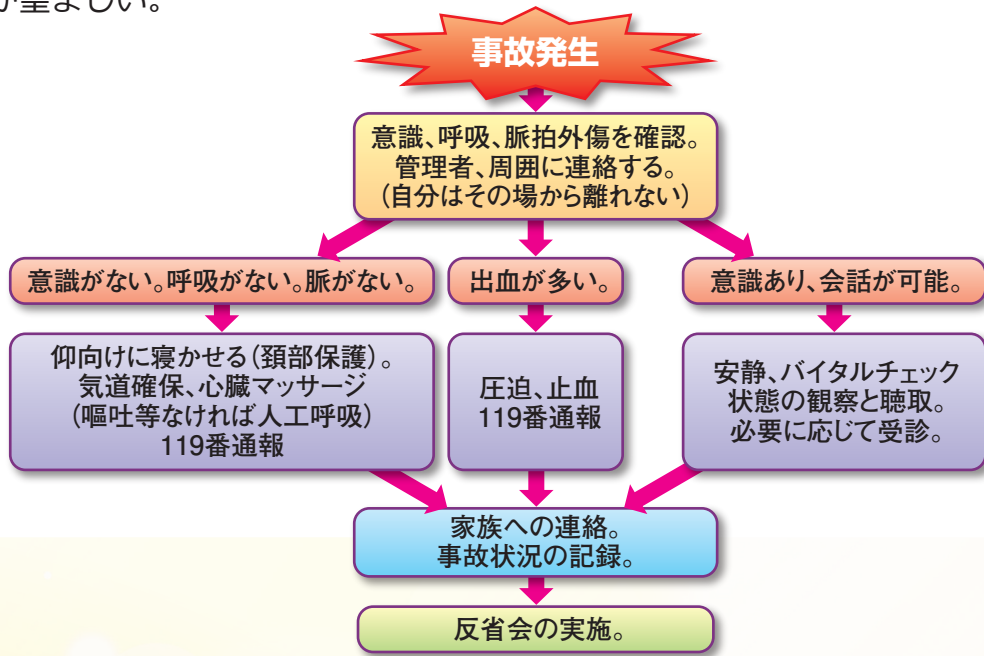 が望ましい。
事故発生
意識、呼吸、脈拍外傷を確認。
管理者、周囲に連絡する。
(自分はその場から離れない)
意識がない。呼吸がない。脈がない。
出血が多い。
意識あり、会話が可能。
仰向けに寝かせる(頚部保護)。
気道確保、心臓マッサージ
(嘔吐等なければ人工呼吸)
119番通報
圧迫、止血
119番通報
安静、バイタルチェック
状態の観察と聴取。
必要に応じて受診。
家族への連絡。
事故状況の記録。
反省会の実施。